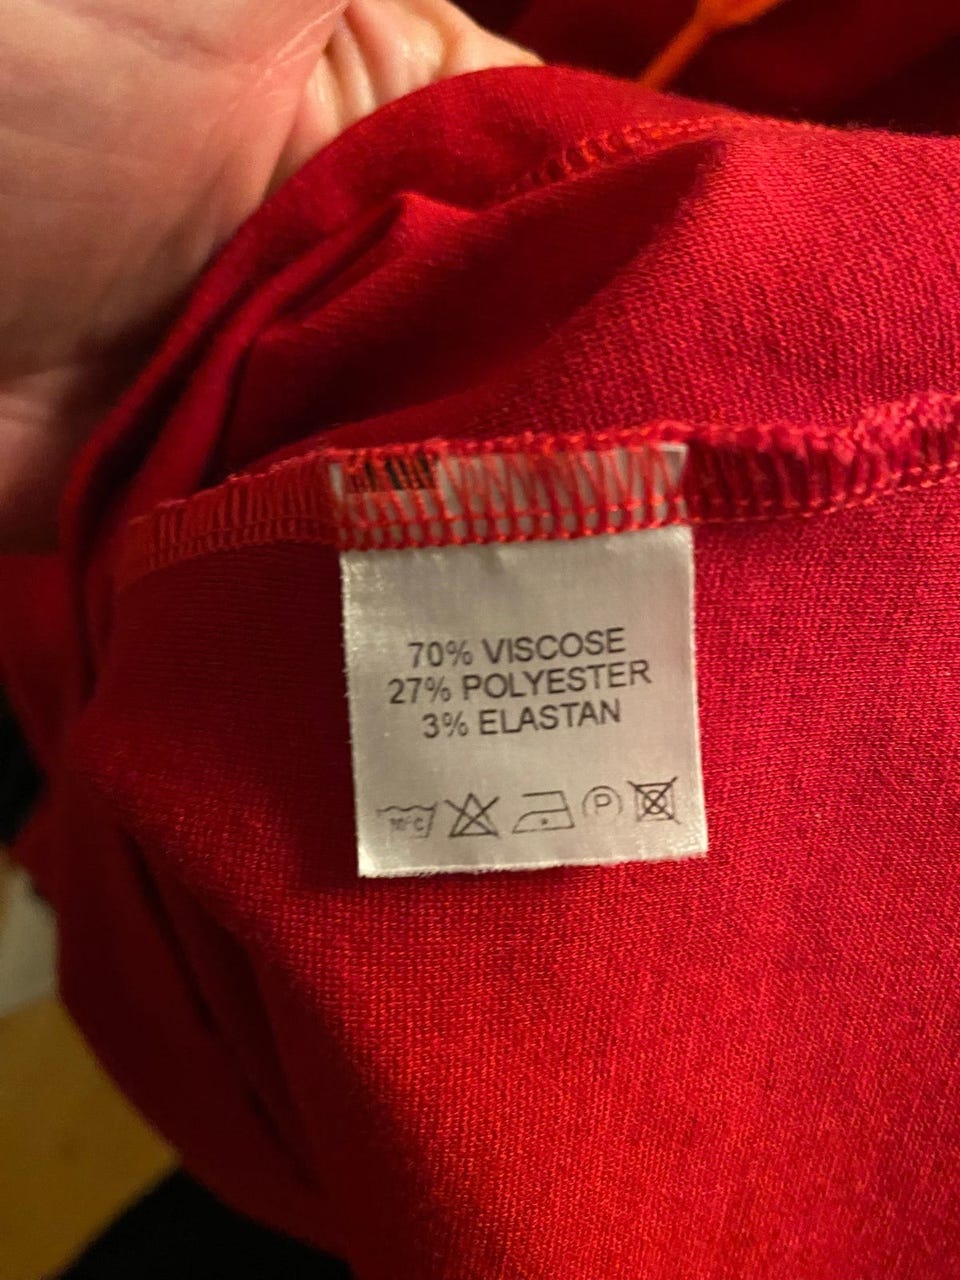 70% VISCOSE
27% POLYESTER
3% ELASTAN
P